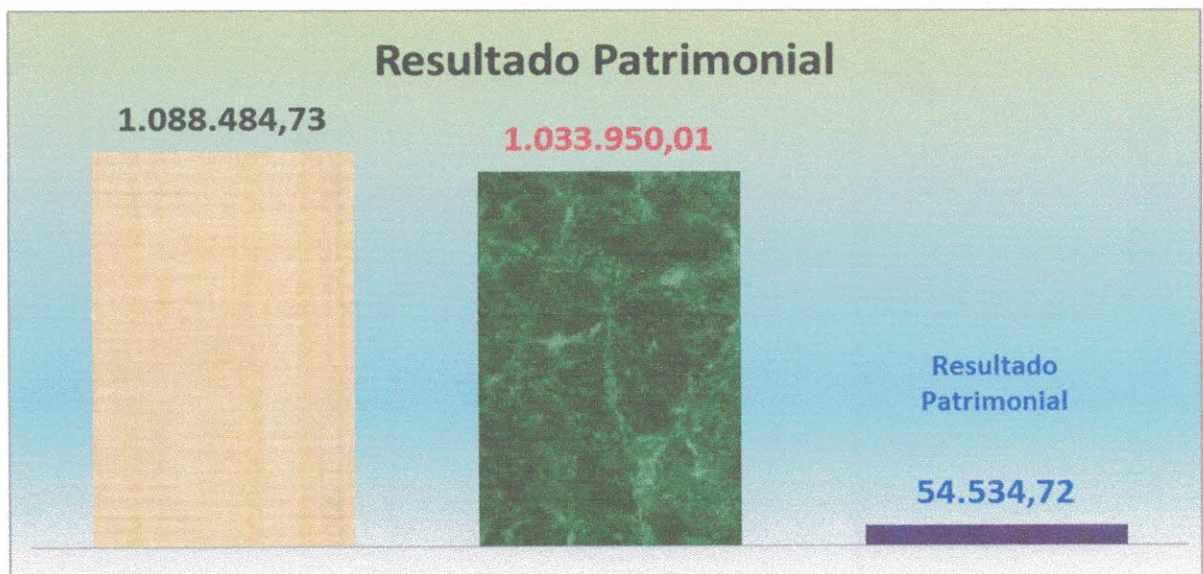 Resultado Patrimonial
1.088.484,73
1.033.950,01
Resultado
Patrimonial
54.534,72